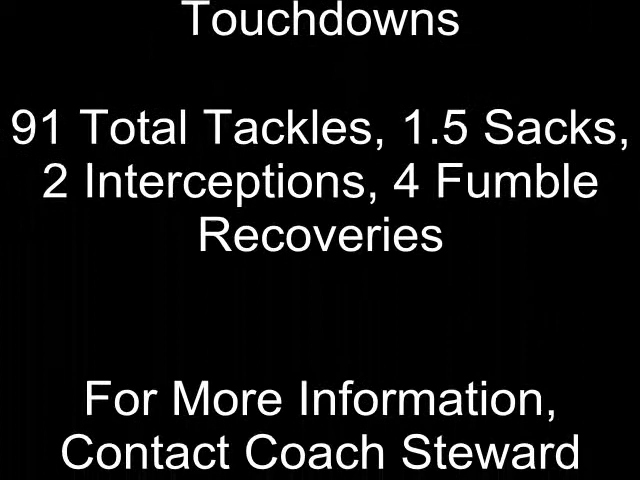 Touchdowns
91 Total Tackles, 1.5 Sacks,
2 Interceptions, 4 Fumble
Recoveries
For More Information,
Contact Coach Steward